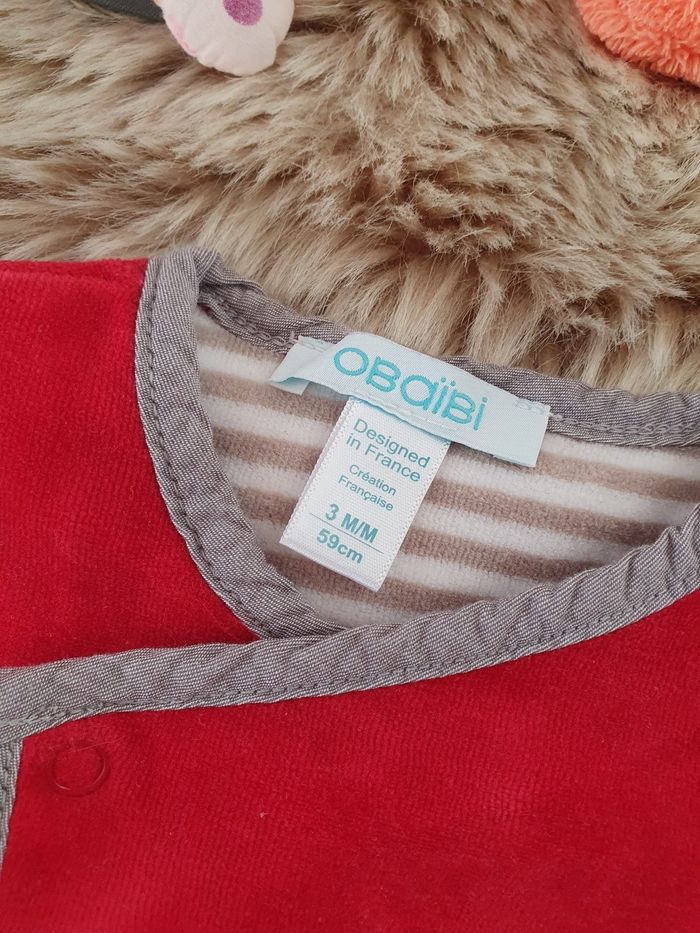 OBAÏBI
Designed
in France
Création
Française
3 M/M
59cm